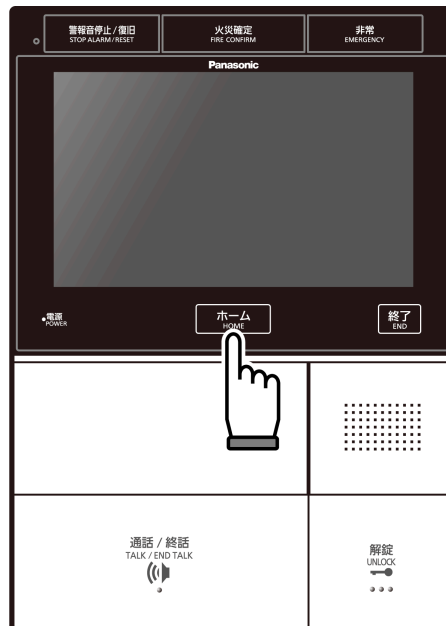 警報音停止 / 復旧
STOP ALARM / RESET
火災確定
FIRE CONFIRM
非常
EMERGENCY
Panasonic
電源
POWER
ホーム
HOME
終了
END
通話 / 終話
TALK / END TALK
解錠
UNLOCK